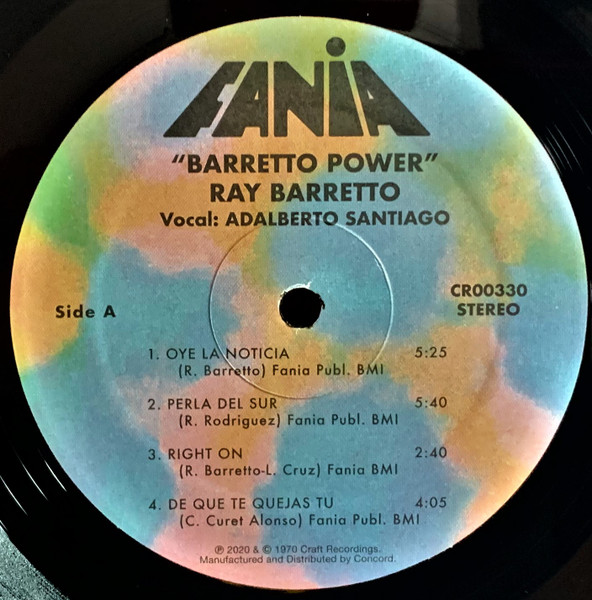 FANiA
"BARRETTO POWER"
RAY BARRETTO
Vocal: ADALBERTO SANTIAGO
Side A
CR00330
STEREO
1. OYE LA NOTICIA 5:25
(R. Barretto) Fania Publ. BMI
2. PERLA DEL SUR 5:40
(R. Rodriguez) Fania Publ. BMI
3. RIGHT ON 2:40
(R. Barretto-L. Cruz) Fania BMI
4. DE QUE TE QUEJAS TU 4:05
(C. Curet Alonso) Fania Publ. BMI
℗ 2020 & © 1970 Craft Recordings.
Manufactured and Distributed by Concord.